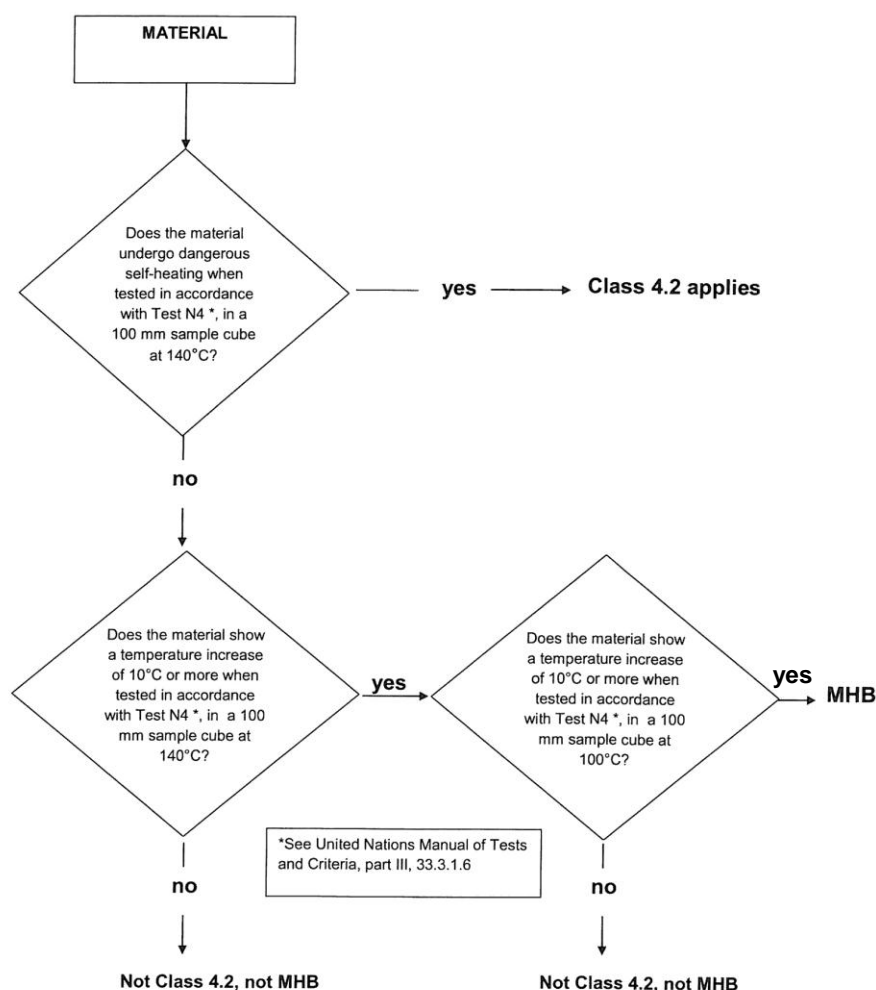 MATERIAL
Does the material
undergo dangerous
self-heating when
tested in accordance
with Test N4 *, in a
100 mm sample cube
at 140°C?
yes
Class 4.2 applies
no
Does the material show
a temperature increase
of 10°C or more when
tested in accordance
with Test N4 *, in a 100
mm sample cube at
140°C?
yes
Does the material show
a temperature increase
of 10°C or more when
tested in accordance
with Test N4 *, in a 100
mm sample cube at
100°C?
yes
MHB
*See United Nations Manual of Tests
and Criteria, part III, 33.3.1.6
no
no
Not Class 4.2, not MHB
Not Class 4.2, not MHB